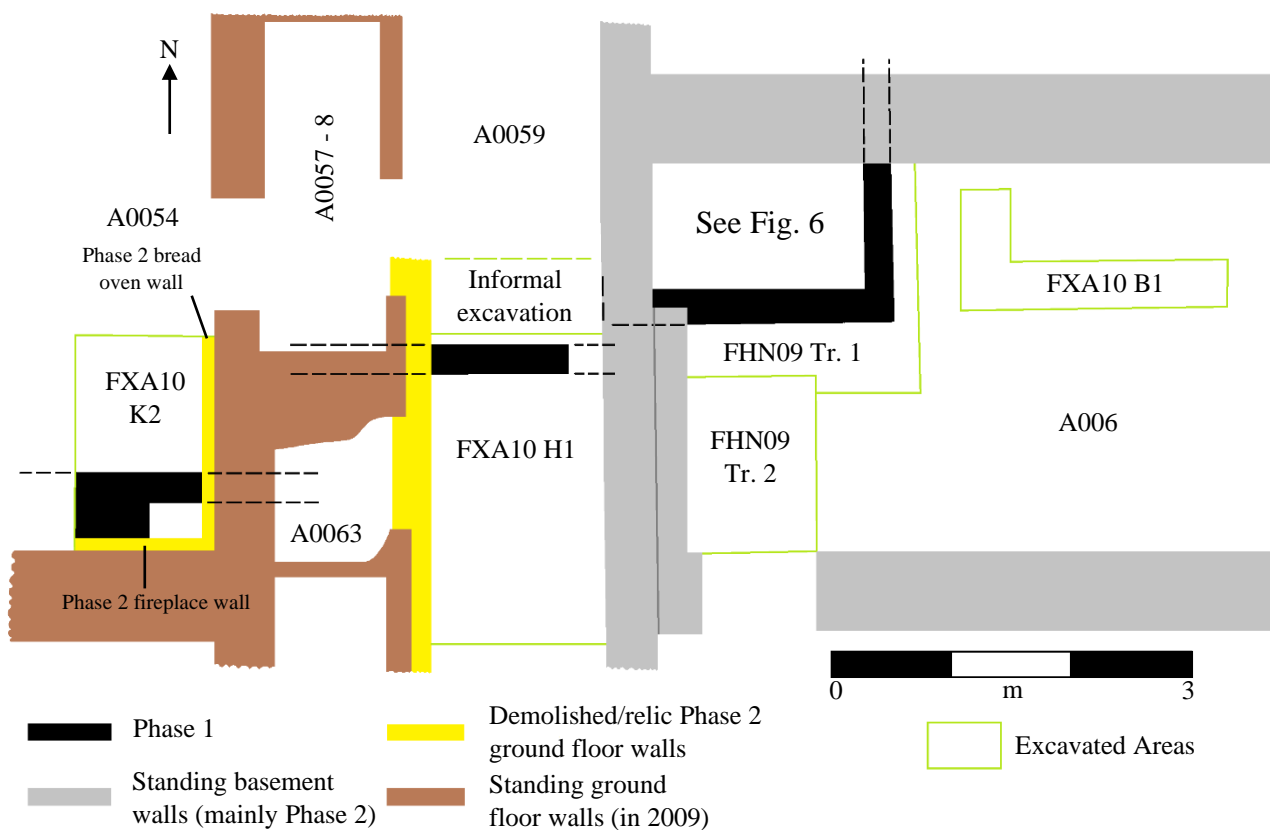 N
A0057 - 8
A0059
A0054
Phase 2 bread
oven wall
See Fig. 6
Informal
excavation
FXA10 B1
FHN09 Tr. 1
FXA10
K2
FXA10 H1
FHN09
Tr. 2
A006
A0063
Phase 2 fireplace wall
0
m
3
Phase 1
Demolished/relic Phase 2
ground floor walls
Excavated Areas
Standing basement
walls (mainly Phase 2)
Standing ground
floor walls (in 2009)